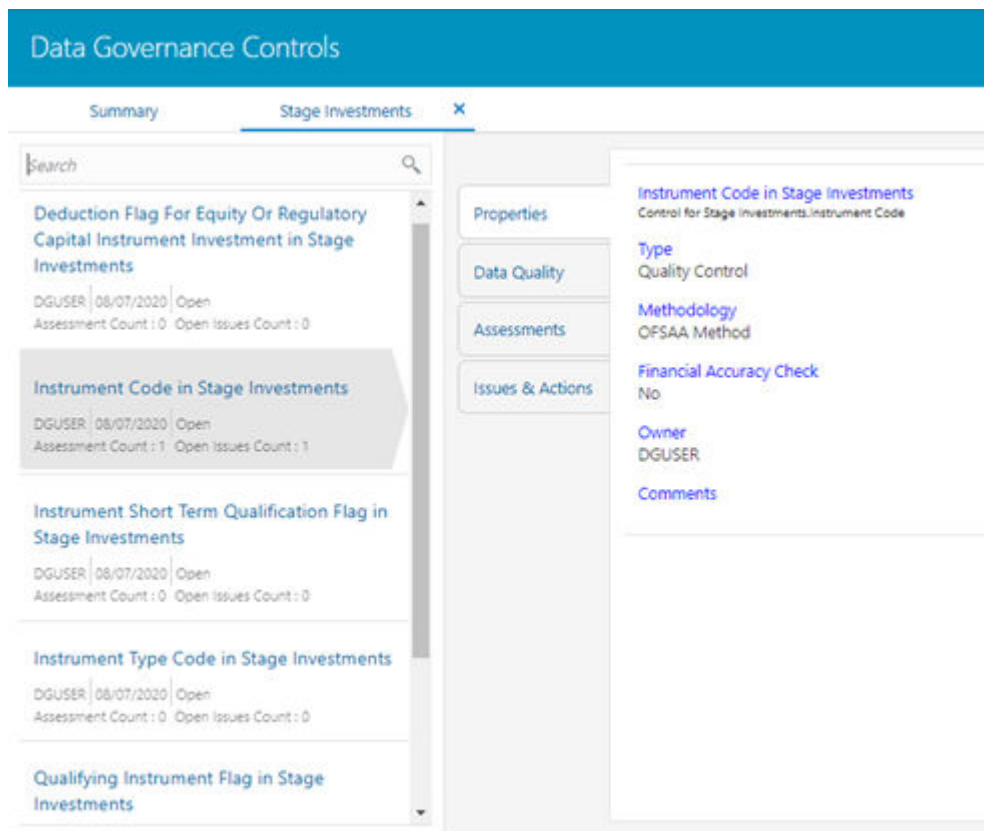 Data Governance Controls
Summary
Stage Investments
×
Search
Deduction Flag For Equity Or Regulatory
Capital Instrument Investment in Stage
Investments
DGUSER 08/07/2020 Open
Assessment Count : 0 Open Issues Count : 0
Instrument Code in Stage Investments
DGUSER 08/07/2020 Open
Assessment Count : 1 Open Issues Count : 1
Instrument Short Term Qualification Flag in
Stage Investments
DGUSER 08/07/2020 Open
Assessment Count : 0 Open Issues Count : 0
Instrument Type Code in Stage Investments
DGUSER 08/07/2020 Open
Assessment Count : 0 Open Issues Count : 0
Qualifying Instrument Flag in Stage
Investments
Properties
Data Quality
Assessments
Issues & Actions
Instrument Code in Stage Investments
Control for Stage Investments.Instrument Code
Type
Quality Control
Methodology
OFSAA Method
Financial Accuracy Check
No
Owner
DGUSER
Comments